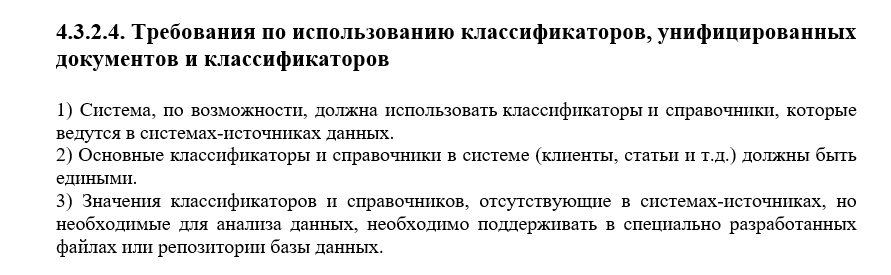 4.3.2.4. Требования по использованию классификаторов, унифицированных
документов и классификаторов
1) Система, по возможности, должна использовать классификаторы и справочники, которые
ведутся в системах-источниках данных.
2) Основные классификаторы и справочники в системе (клиенты, статьи и т.д.) должны быть
едиными.
3) Значения классификаторов и справочников, отсутствующие в системах-источниках, но
необходимые для анализа данных, необходимо поддерживать в специально разработанных
файлах или репозитории базы данных.